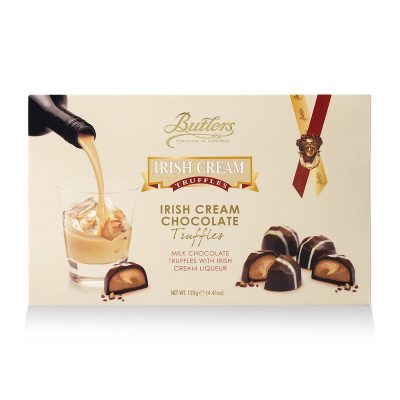 Butlers
PURVEYORS OF HAPPINESS
IRISH CREAM
TRUFFLES
IRISH CREAM
CHOCOLATE
Truffles
MILK CHOCOLATE
TRUFFLES WITH IRISH
CREAM LIQUEUR
NET WT. 125g e (4.41oz)